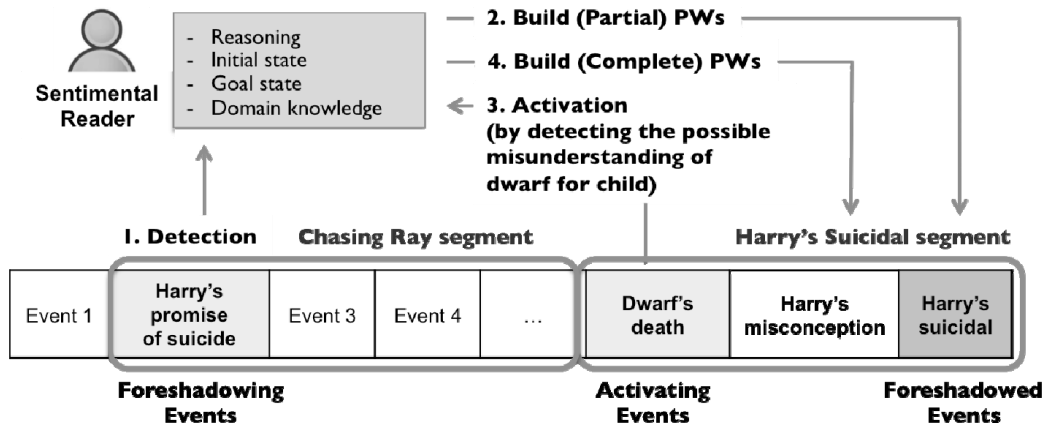 Sentimental
Reader
- Reasoning
- Initial state
- Goal state
- Domain knowledge
2. Build (Partial) PWs
4. Build (Complete) PWs
3. Activation
(by detecting the possible
misunderstanding of
dwarf for child)
1. Detection
Chasing Ray segment
Harry's Suicidal segment
Event 1
Harry's
promise
of suicide
Event 3
Event 4
...
Dwarf's
death
Harry's
misconception
Harry's
suicidal
Foreshadowing
Events
Activating
Events
Foreshadowed
Events